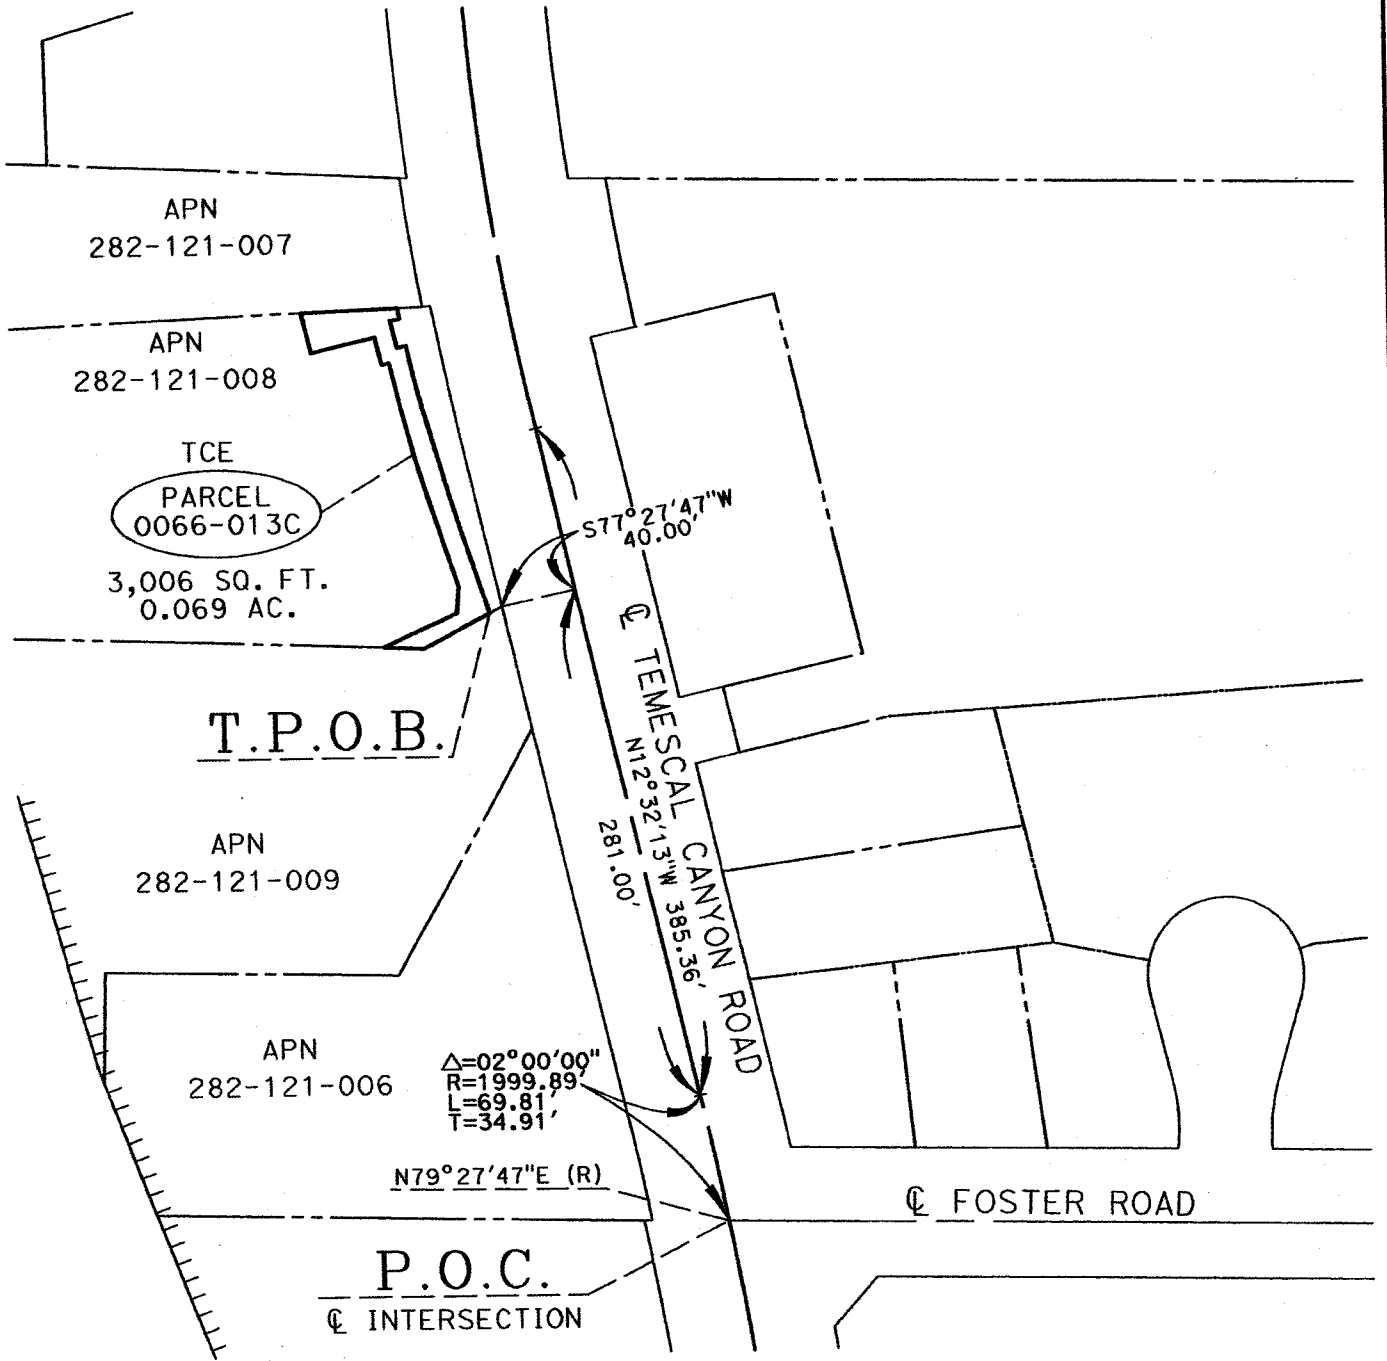 APN
282-121-007
APN
282-121-008
TCE
PARCEL
0066-013C
3,006 SQ. FT.
0.069 AC.
S77°27'47"W
40.00'
℄ TEMESCAL CANYON ROAD
N12°32'13"W 385.36'
281.00'
T.P.O.B.
APN
282-121-009
APN
282-121-006
△=02°00'00"
R=1999.89'
L=69.81'
T=34.91'
N79°27'47"E (R)
℄ FOSTER ROAD
P.O.C.
℄ INTERSECTION